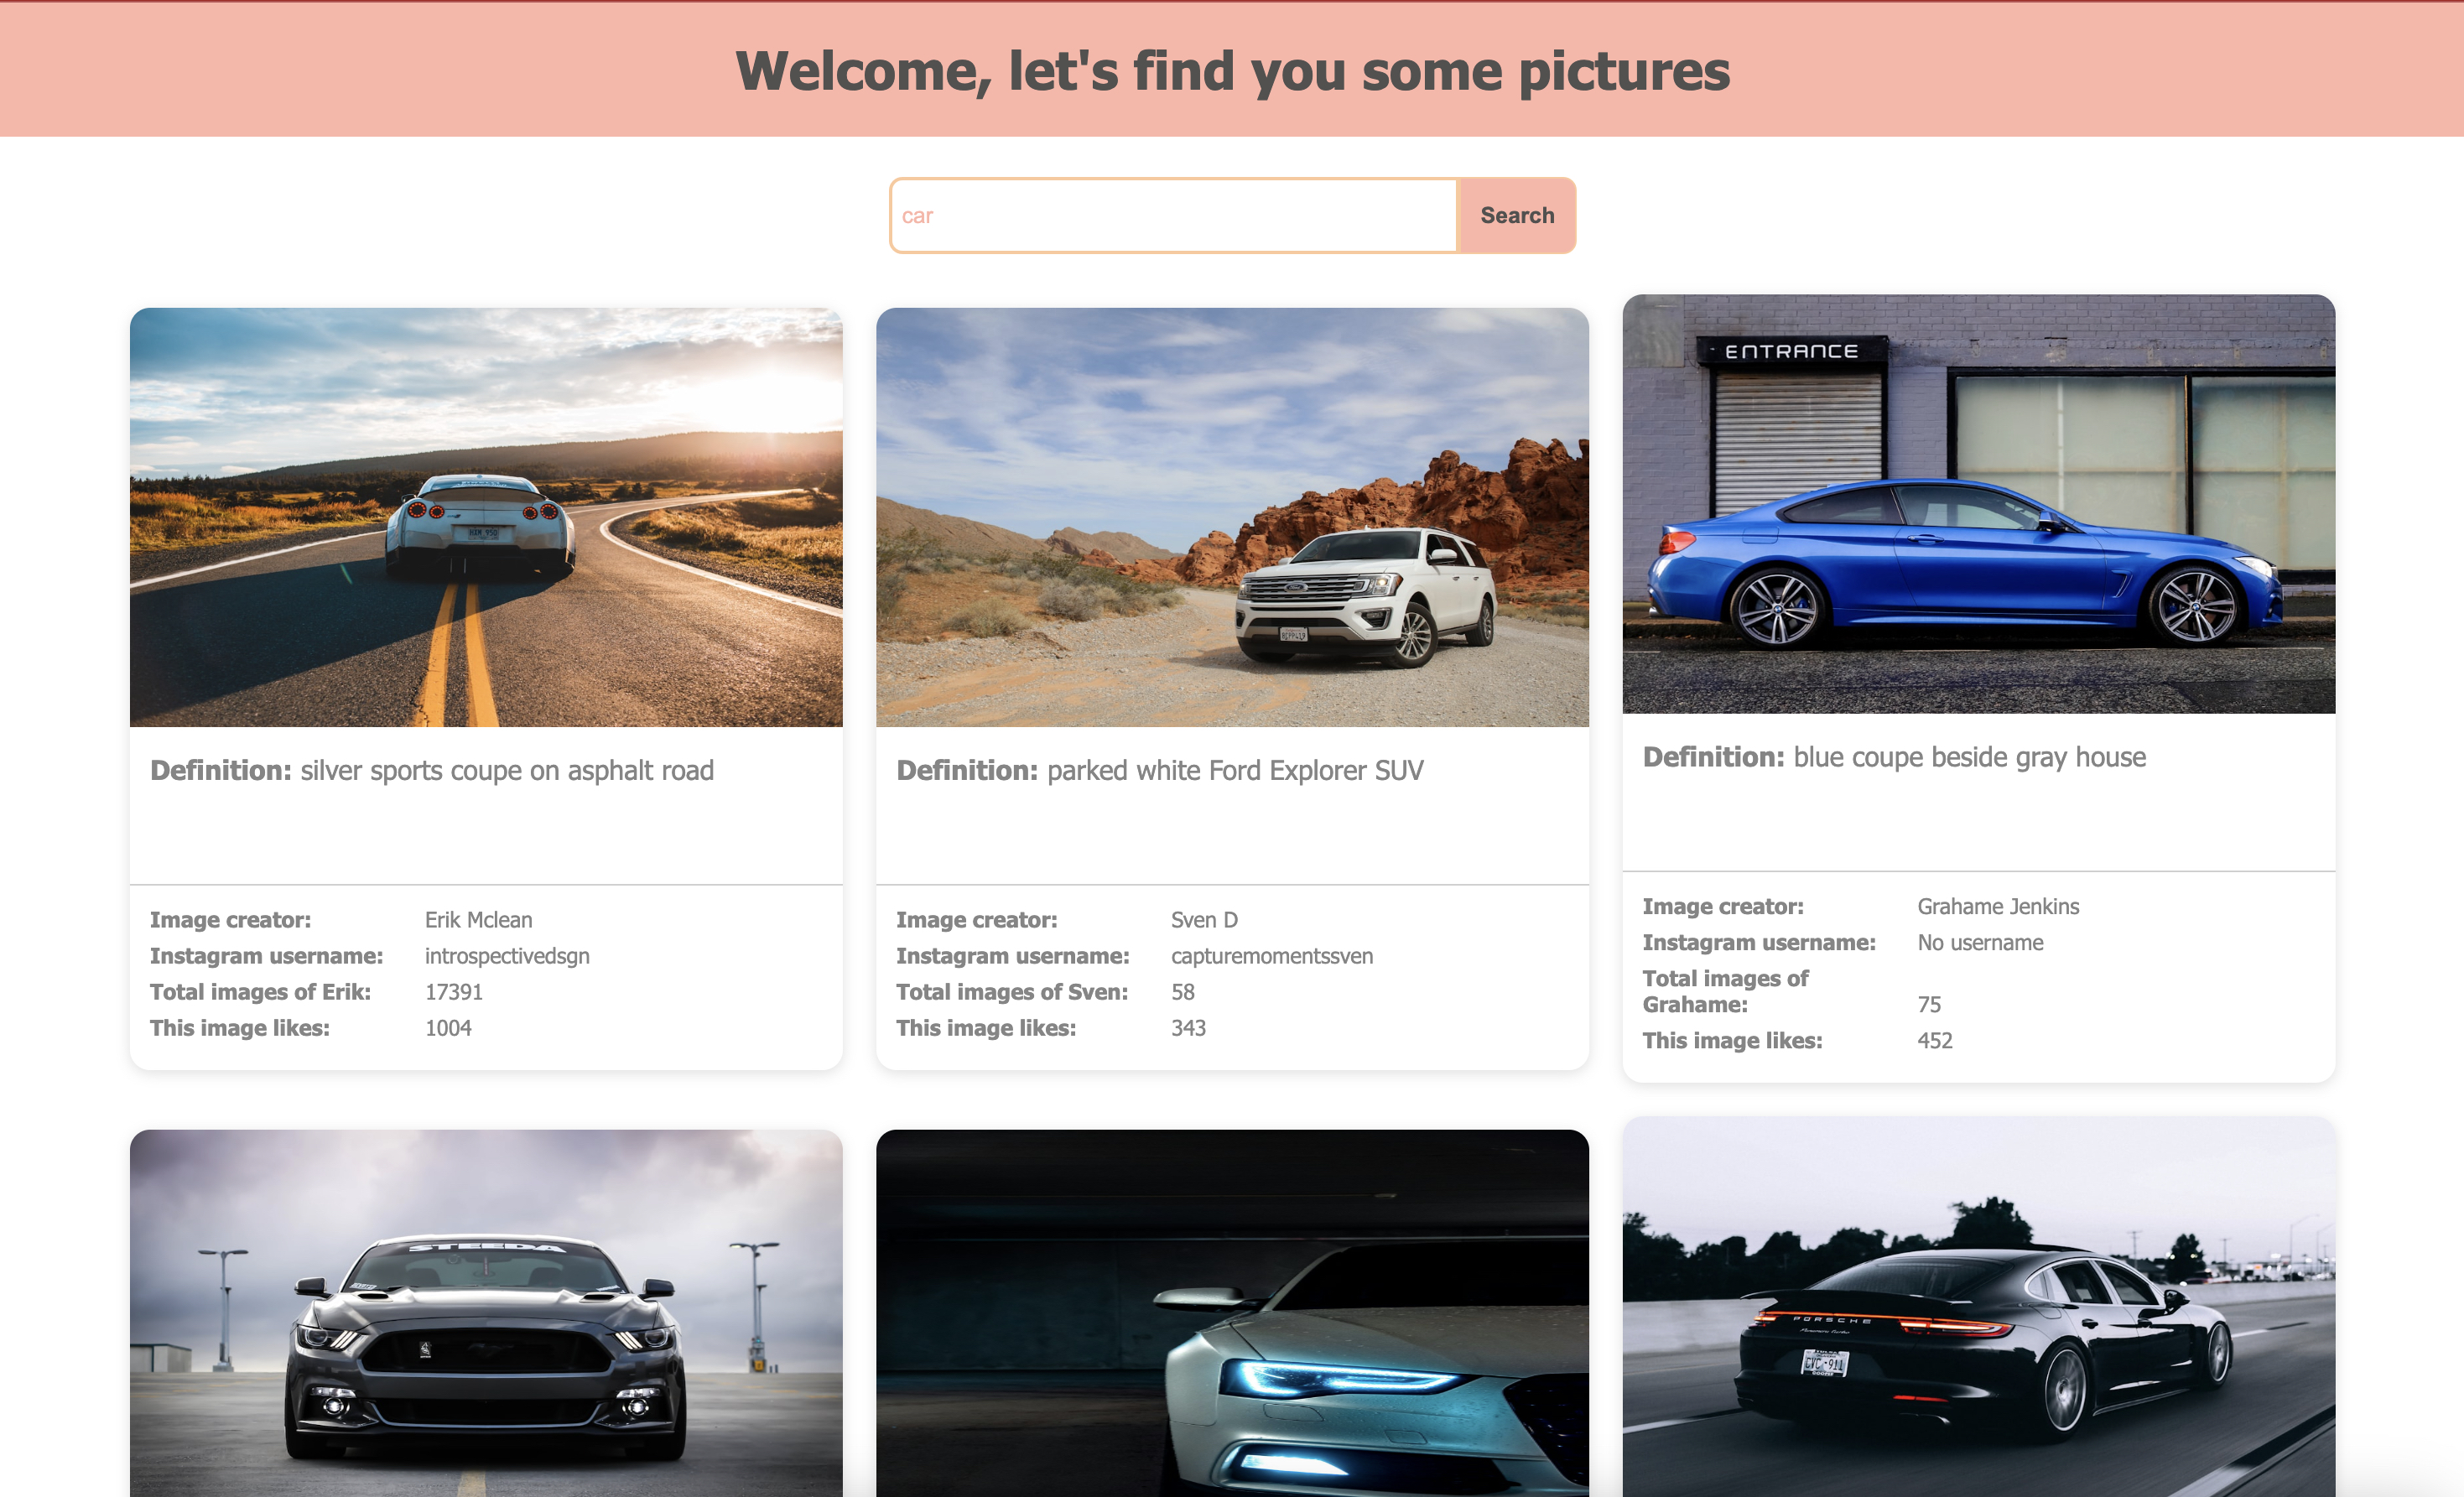 Welcome, let's find you some pictures
car
Search
ENTRANCE
Definition: silver sports coupe on asphalt road
Image creator: Erik Mclean
Instagram username: introspectivedsgn
Total images of Erik: 17391
This image likes: 1004
Definition: parked white Ford Explorer SUV
Image creator: Sven D
Instagram username: capturemomentssven
Total images of Sven: 58
This image likes: 343
Definition: blue coupe beside gray house
Image creator: Grahame Jenkins
Instagram username: No username
Total images of
Grahame: 75
This image likes: 452
STEEDA
PORSCHE
CVC-911